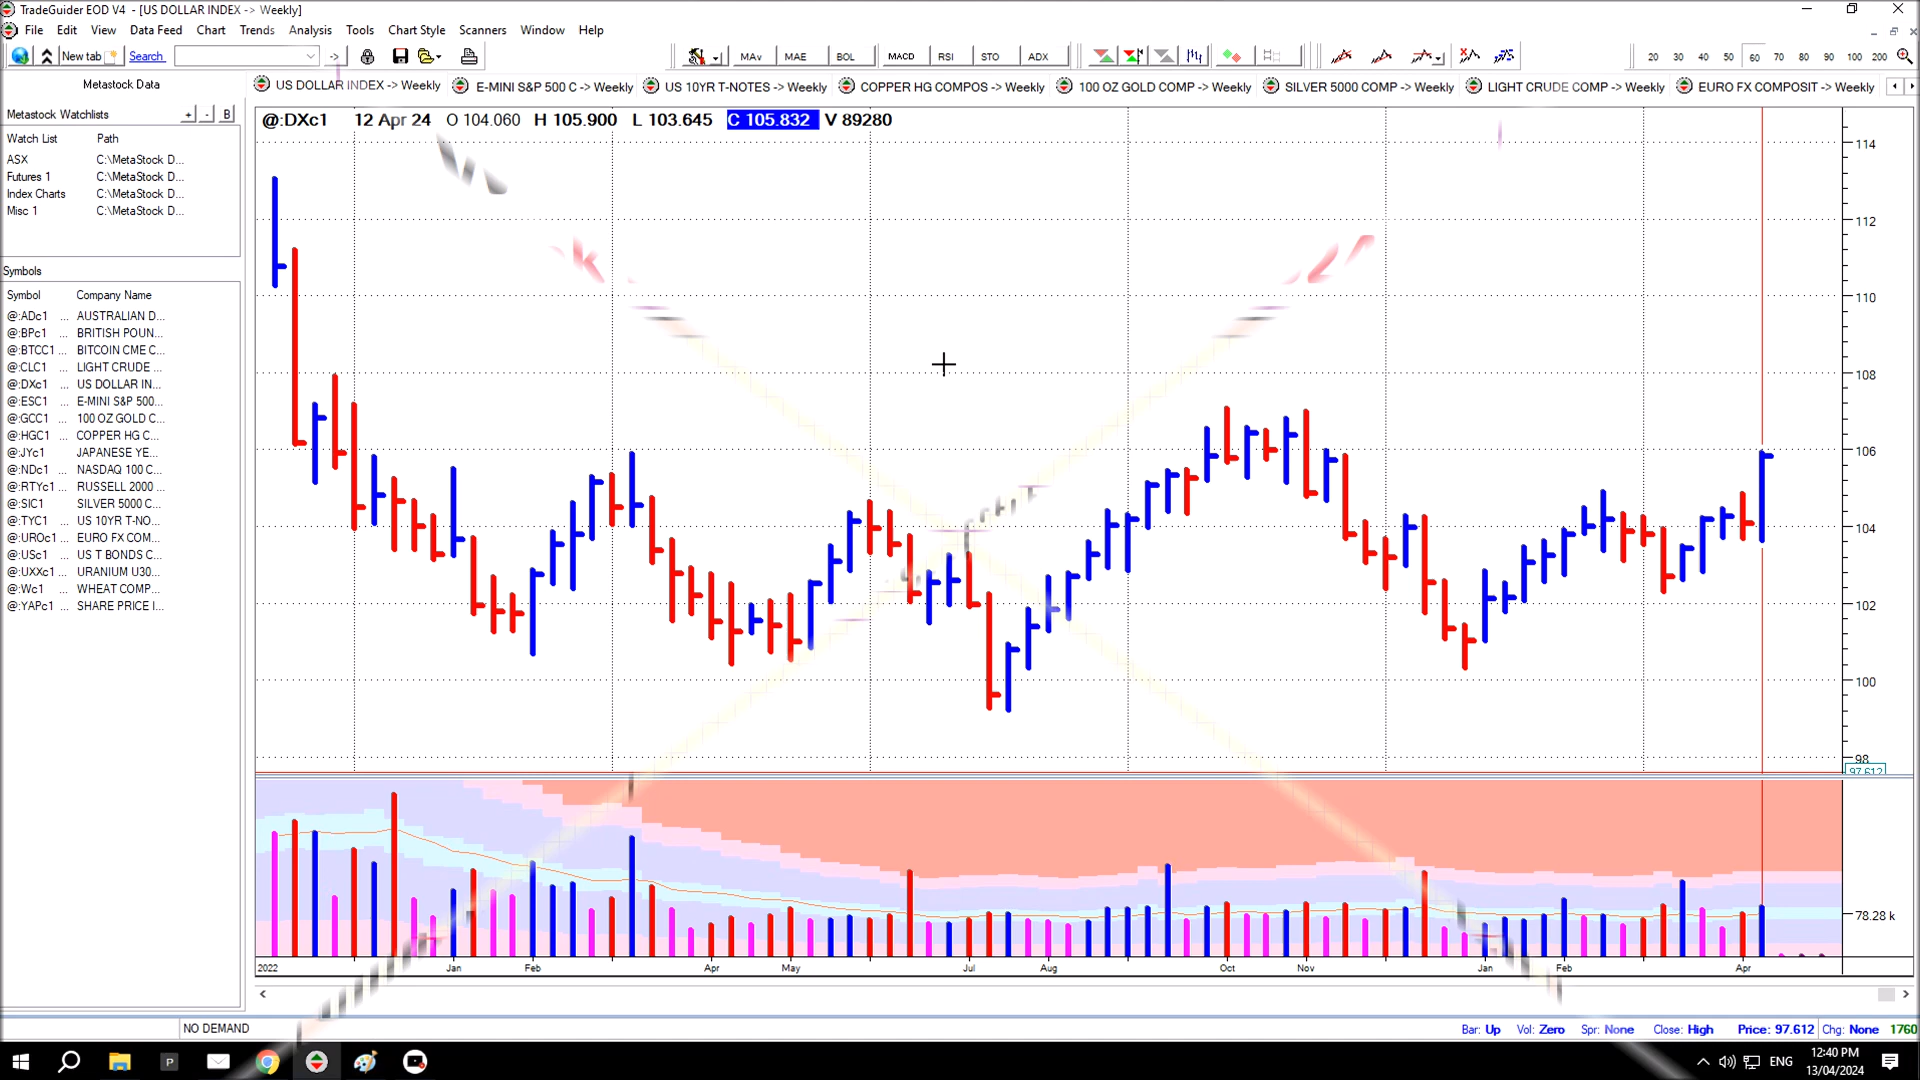 TradeGuider EOD V4 - [US DOLLAR INDEX -> Weekly]
File Edit View Data Feed Chart Trends Analysis Tools Chart Style Scanners Window Help
New tab Search -> MAv MAE BOL MACD RSI STO ADX 20 30 40 50 60 70 80 90 100 200
Metastock Data
US DOLLAR INDEX -> Weekly E-MINI S&P 500 C -> Weekly US 10YR T-NOTES -> Weekly COPPER HG COMPOS -> Weekly 100 OZ GOLD COMP -> Weekly SILVER 5000 COMP -> Weekly LIGHT CRUDE COMP -> Weekly EURO FX COMPOSIT -> Weekly
Metastock Watchlists + - B
Watch List Path
ASX C:\MetaStock D...
Futures 1 C:\MetaStock D...
Index Charts C:\MetaStock D...
Misc 1 C:\MetaStock D...
Symbols
Symbol Company Name
@:ADc1 ... AUSTRALIAN D...
@:BPc1 ... BRITISH POUN...
@:BTCC1 ... BITCOIN CME C...
@:CLC1 ... LIGHT CRUDE ...
@:DXc1 ... US DOLLAR IN...
@:ESC1 ... E-MINI S&P 500...
@:GCC1 ... 100 OZ GOLD C...
@:HGC1 ... COPPER HG C...
@:JYc1 ... JAPANESE YE...
@:NDc1 ... NASDAQ 100 C...
@:RTYc1 ... RUSSELL 2000 ...
@:SIC1 ... SILVER 5000 C...
@:TYC1 ... US 10YR T-NO...
@:UROc1 ... EURO FX COM...
@:USc1 ... US T BONDS C...
@:UXXc1 ... URANIUM U30...
@:Wc1 ... WHEAT COMP...
@:YAPc1 ... SHARE PRICE I...
@:DXc1 12 Apr 24 O 104.060 H 105.900 L 103.645 C 105.832 V 89280
114
112
110
108
106
104
102
100
98
97.612
78.28 k
2022 Jan Feb Apr May Jul Aug Oct Nov Jan Feb Apr
NO DEMAND Bar: Up Vol: Zero Spr: None Close: High Price: 97.612 Chg: None 1760
P ENG 12:40 PM
13/04/2024